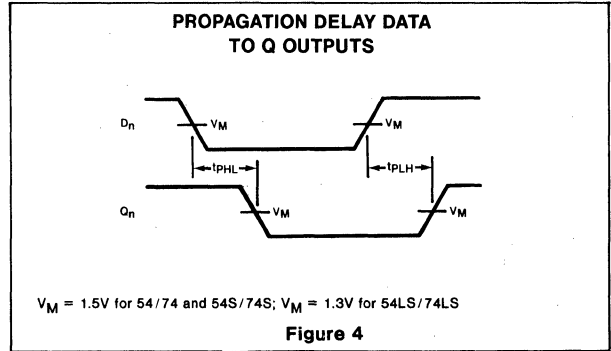 PROPAGATION DELAY DATA
TO Q OUTPUTS
Dn
VM
VM
tPHL
tPLH
Qn
VM
VM
VM = 1.5V for 54/74 and 54S/74S; VM = 1.3V for 54LS/74LS
Figure 4